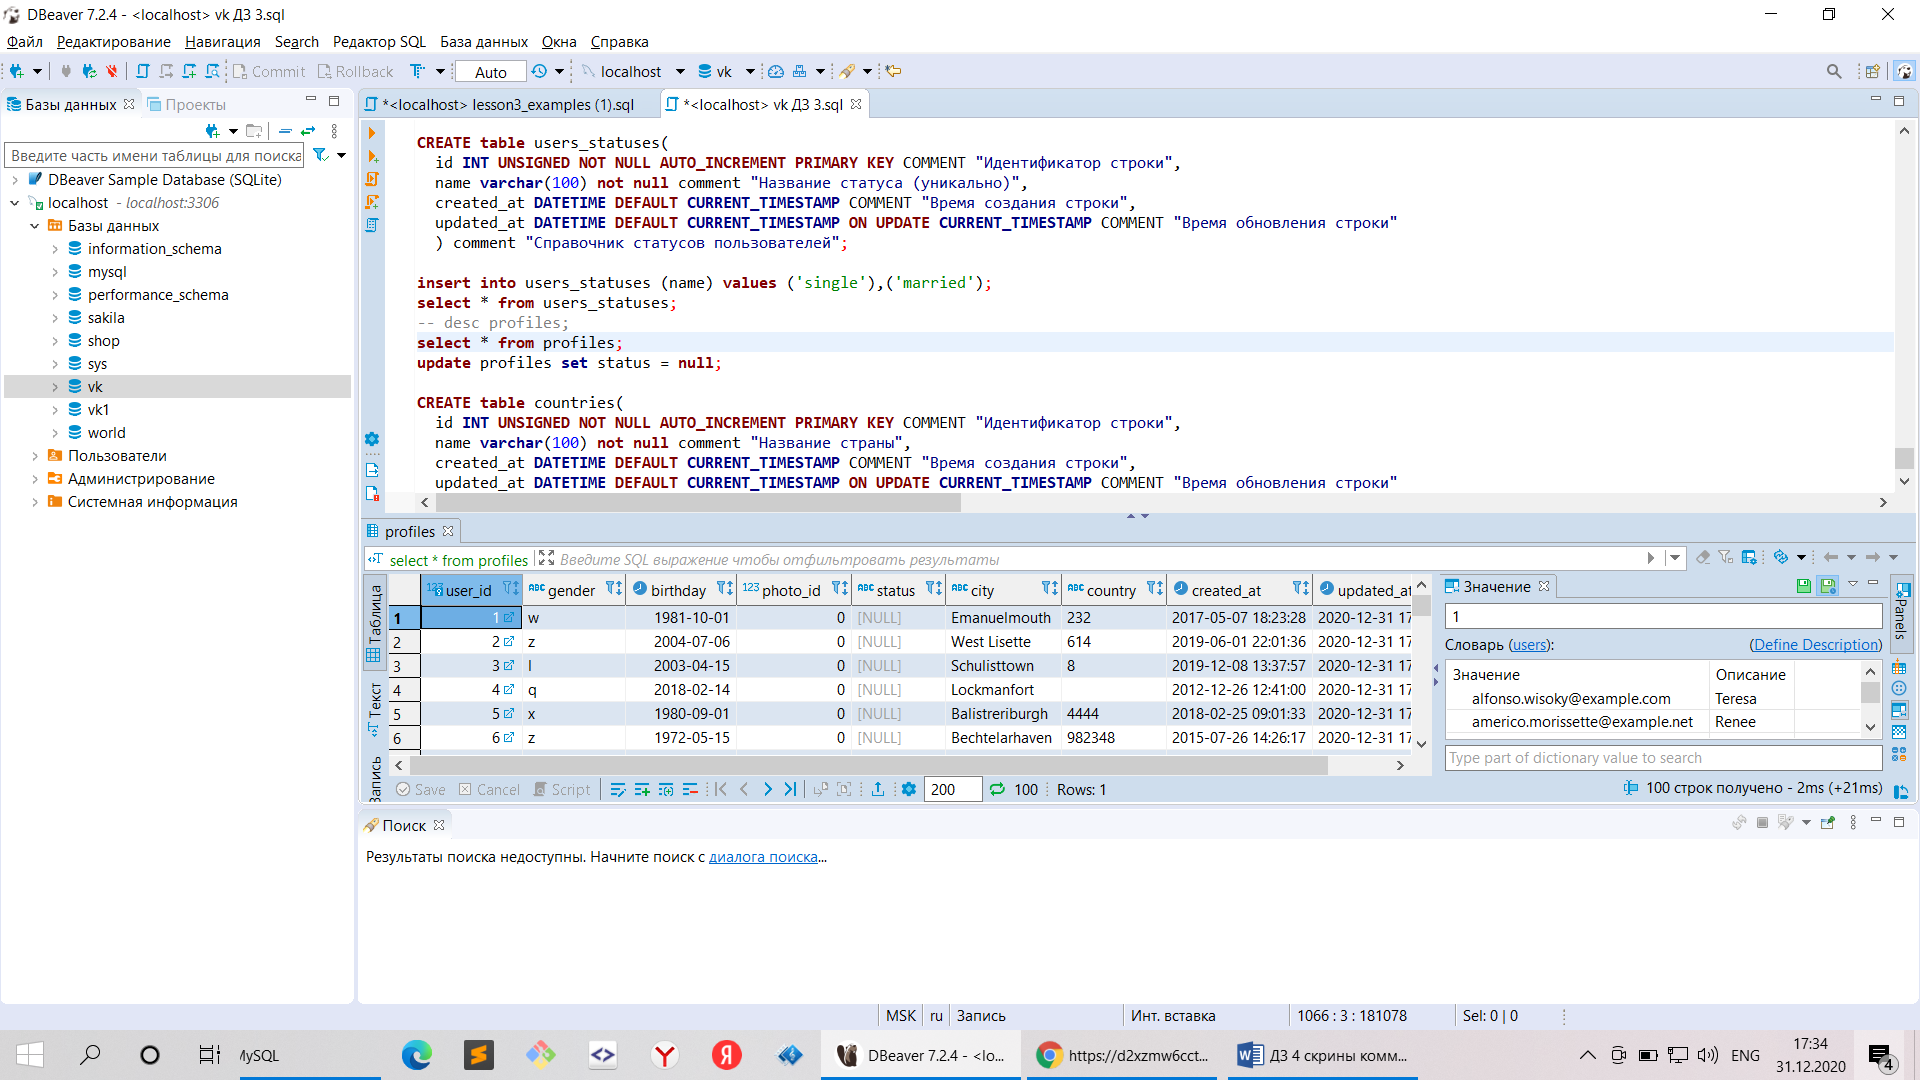 DBeaver 7.2.4 - <localhost> vk ДЗ 3.sql
Файл Редактирование Навигация Search Редактор SQL База данных Окна Справка
Commit Rollback Auto localhost vk
Базы данных Проекты
*<localhost> lesson3_examples (1).sql *<localhost> vk ДЗ 3.sql
Введите часть имени таблицы для поиска
DBeaver Sample Database (SQLite)
localhost - localhost:3306
Базы данных
information_schema
mysql
performance_schema
sakila
shop
sys
vk
vk1
world
Пользователи
Администрирование
Системная информация
CREATE table users_statuses(
id INT UNSIGNED NOT NULL AUTO_INCREMENT PRIMARY KEY COMMENT "Идентификатор строки",
name varchar(100) not null comment "Название статуса (уникально)",
created_at DATETIME DEFAULT CURRENT_TIMESTAMP COMMENT "Время создания строки",
updated_at DATETIME DEFAULT CURRENT_TIMESTAMP ON UPDATE CURRENT_TIMESTAMP COMMENT "Время обновления строки"
) comment "Справочник статусов пользователей";
insert into users_statuses (name) values ('single'),('married');
select * from users_statuses;
-- desc profiles;
select * from profiles;
update profiles set status = null;
CREATE table countries(
id INT UNSIGNED NOT NULL AUTO_INCREMENT PRIMARY KEY COMMENT "Идентификатор строки",
name varchar(100) not null comment "Название страны",
created_at DATETIME DEFAULT CURRENT_TIMESTAMP COMMENT "Время создания строки",
updated_at DATETIME DEFAULT CURRENT_TIMESTAMP ON UPDATE CURRENT_TIMESTAMP COMMENT "Время обновления строки"
profiles
select * from profiles Введите SQL выражение чтобы отфильтровать результаты
Таблица
Текст
Запись
123 user_id ABC gender birthday 123 photo_id ABC status ABC city ABC country created_at updated_at
1 1 w 1981-10-01 0 [NULL] Emanuelmouth 232 2017-05-07 18:23:28 2020-12-31 17
2 2 z 2004-07-06 0 [NULL] West Lisette 614 2019-06-01 22:01:36 2020-12-31 17
3 3 l 2003-04-15 0 [NULL] Schulisttown 8 2019-12-08 13:37:57 2020-12-31 17
4 4 q 2018-02-14 0 [NULL] Lockmanfort 2012-12-26 12:41:00 2020-12-31 17
5 5 x 1980-09-01 0 [NULL] Balistreriburgh 4444 2018-02-25 09:01:33 2020-12-31 17
6 6 z 1972-05-15 0 [NULL] Bechtelarhaven 982348 2015-07-26 14:26:17 2020-12-31 17
Save Cancel Script 200 100 Rows: 1
Значение
1
Словарь (users): (Define Description)
Значение Описание
alfonso.wisoky@example.com Teresa
americo.morissette@example.net Renee
Type part of dictionary value to search
100 строк получено - 2ms (+21ms)
Panels
Поиск
Результаты поиска недоступны. Начните поиск с диалога поиска...
MSK ru Запись Инт. вставка 1066 : 3 : 181078 Sel: 0 | 0
MySQL DBeaver 7.2.4 - <lo... https://d2xzmw6cct... ДЗ 4 скрины комм... ENG 17:34
31.12.2020
4